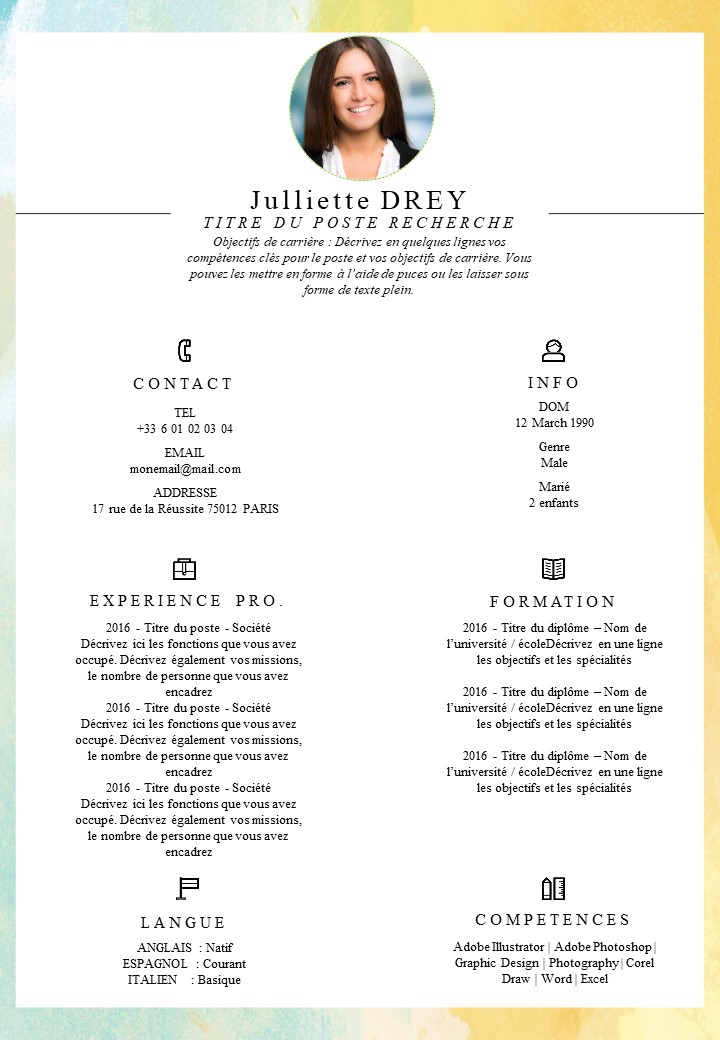 Julliette DREY
TITRE DU POSTE RECHERCHE
Objectifs de carrière : Décrivez en quelques lignes vos
compétences clés pour le poste et vos objectifs de carrière. Vous
pouvez les mettre en forme à l’aide de puces ou les laisser sous
forme de texte plein.
CONTACT
TEL
+33 6 01 02 03 04
EMAIL
monemail@mail.com
ADDRESSE
17 rue de la Réussite 75012 PARIS
INFO
DOM
12 March 1990
Genre
Male
Marié
2 enfants
EXPERIENCE PRO.
2016 - Titre du poste - Société
Décrivez ici les fonctions que vous avez
occupé. Décrivez également vos missions,
le nombre de personne que vous avez
encadrez
2016 - Titre du poste - Société
Décrivez ici les fonctions que vous avez
occupé. Décrivez également vos missions,
le nombre de personne que vous avez
encadrez
2016 - Titre du poste - Société
Décrivez ici les fonctions que vous avez
occupé. Décrivez également vos missions,
le nombre de personne que vous avez
encadrez
FORMATION
2016 - Titre du diplôme – Nom de
l’université / écoleDécrivez en une ligne
les objectifs et les spécialités
2016 - Titre du diplôme – Nom de
l’université / écoleDécrivez en une ligne
les objectifs et les spécialités
2016 - Titre du diplôme – Nom de
l’université / écoleDécrivez en une ligne
les objectifs et les spécialités
LANGUE
ANGLAIS : Natif
ESPAGNOL : Courant
ITALIEN : Basique
COMPETENCES
Adobe Illustrator | Adobe Photoshop |
Graphic Design | Photography | Corel
Draw | Word | Excel